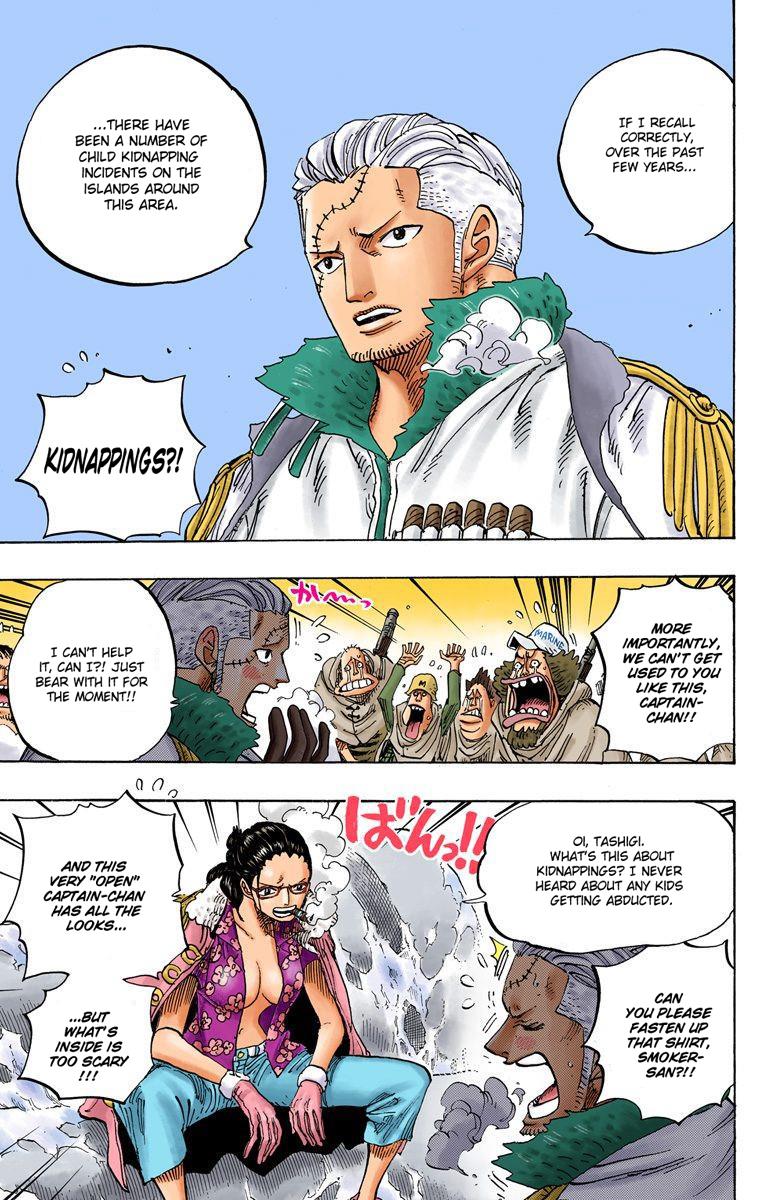 IF I RECALL
CORRECTLY,
OVER THE PAST
FEW YEARS...
...THERE HAVE
BEEN A NUMBER OF
CHILD KIDNAPPING
INCIDENTS ON THE
ISLANDS AROUND
THIS AREA.
KIDNAPPINGS?!
MORE
IMPORTANTLY,
WE CAN'T GET
USED TO YOU
LIKE THIS,
CAPTAIN-
CHAN!!
MARINE
M
がーーっ
I CAN'T HELP
IT, CAN I?! JUST
BEAR WITH IT FOR
THE MOMENT!!
OI, TASHIGI.
WHAT'S THIS ABOUT
KIDNAPPINGS? I NEVER
HEARD ABOUT ANY KIDS
GETTING ABDUCTED.
CAN
YOU PLEASE
FASTEN UP
THAT SHIRT,
SMOKER-
SAN?!!
ばんっ!!
AND THIS
VERY "OPEN"
CAPTAIN-CHAN
HAS ALL THE
LOOKS...
...BUT
WHAT'S
INSIDE IS
TOO SCARY
!!!